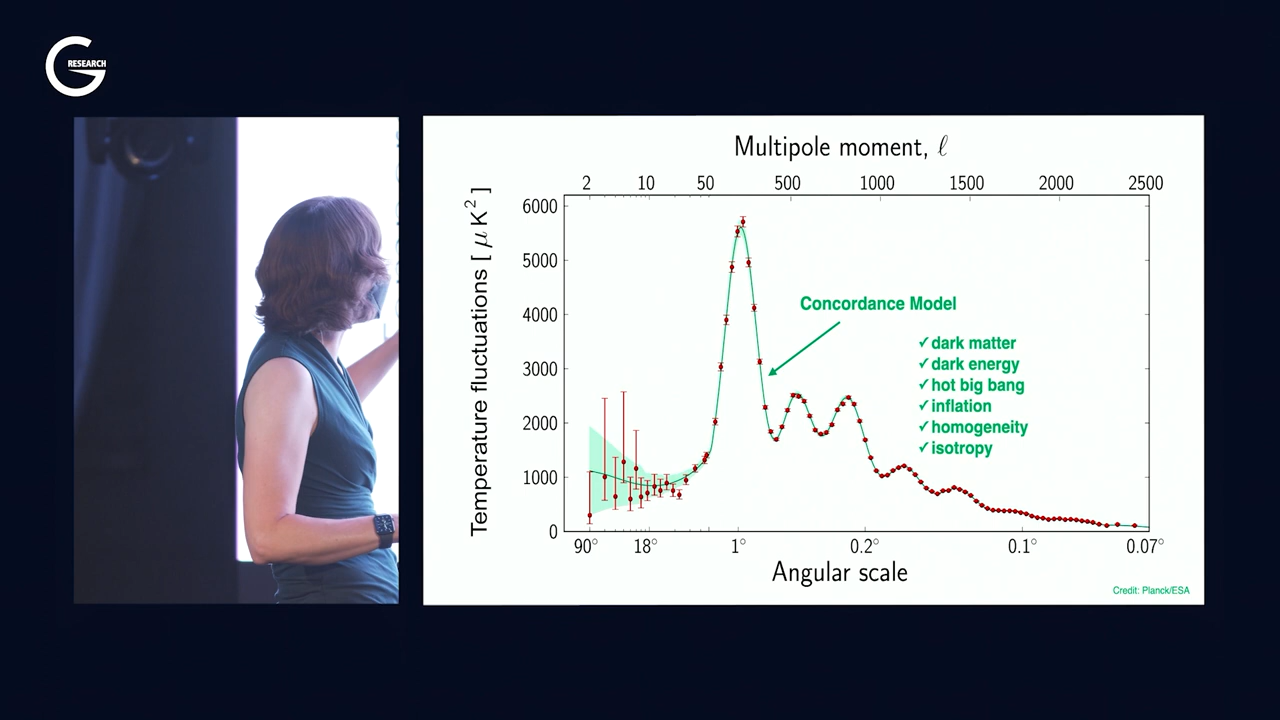 G
RESEARCH
Multipole moment, ℓ
2 10 50 500 1000 1500 2000 2500
Temperature fluctuations [ μ K² ]
6000
5000
4000
3000
2000
1000
0
Concordance Model
✓dark matter
✓dark energy
✓hot big bang
✓inflation
✓homogeneity
✓isotropy
90° 18° 1° 0.2° 0.1° 0.07°
Angular scale
Credit: Planck/ESA